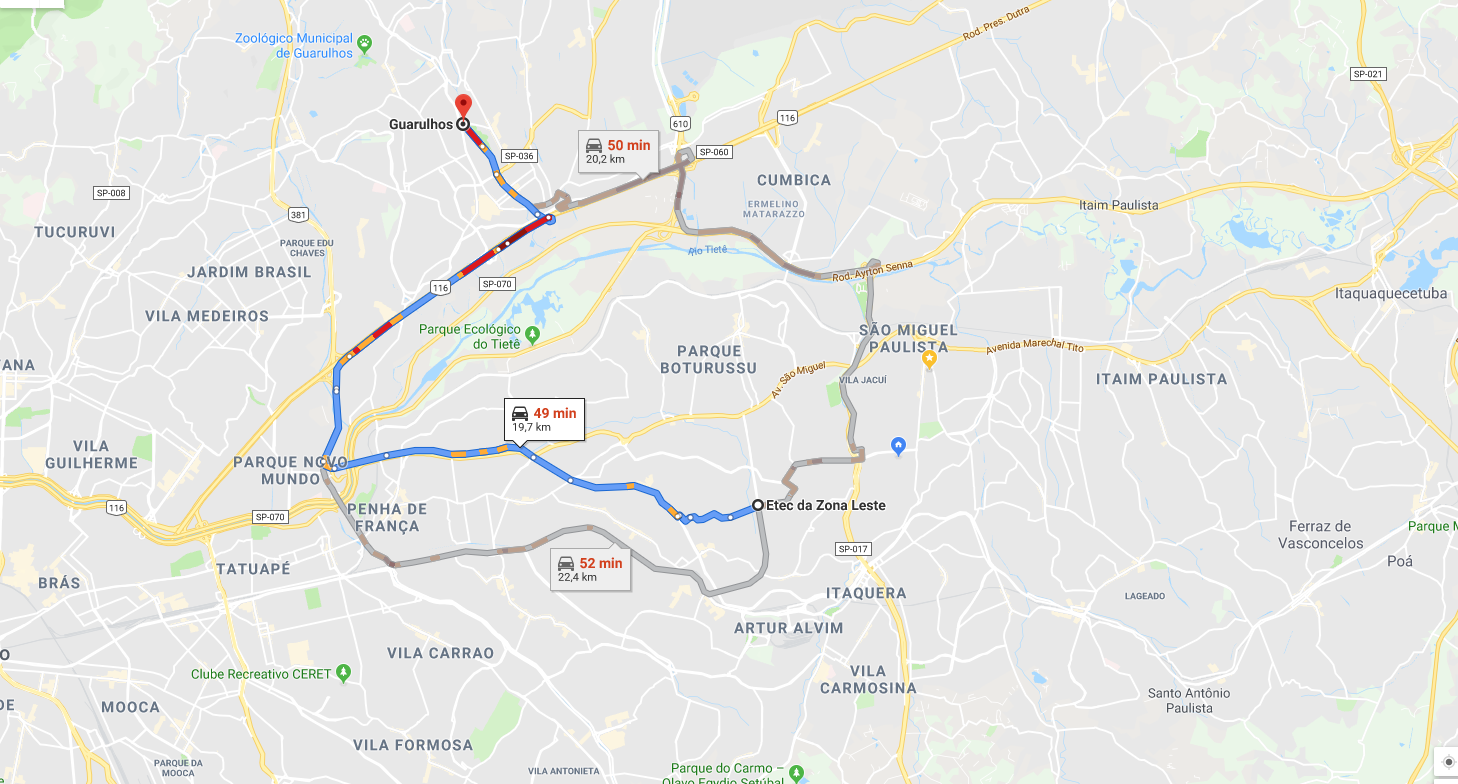 Rod. Pres. Dutra
Zoológico Municipal
de Guarulhos
SP-021
Guarulhos
116
610
50 min
20,2 km
SP-036
SP-060
CUMBICA
SP-008
ERMELINO
MATARAZZO
Itaim Paulista
381
TUCURUVI
PARQUE EDU
CHAVES
Rio Tietê
JARDIM BRASIL
Rod. Ayrton Senna
116
SP-070
Itaquaquecetuba
VILA MEDEIROS
Parque Ecológico
do Tietê
SÃO MIGUEL
PAULISTA
Avenida Marechal Tito
PARQUE
BOTURUSSU
ANA
Av. São Miguel
VILA JACUÍ
ITAIM PAULISTA
49 min
19,7 km
VILA
GUILHERME
PARQUE NOVO
MUNDO
116
SP-070
PENHA DE
FRANÇA
Etec da Zona Leste
Ferraz de
Vasconcelos
Parque M
SP-017
52 min
22,4 km
Poá
TATUAPÉ
BRÁS
ITAQUERA
LAGEADO
ARTUR ALVIM
O
VILA CARRAO
Clube Recreativo CERET
VILA
CARMOSINA
Santo Antônio
Paulista
DE
MOOCA
VILA FORMOSA
PARQUE DA
MOOCA
VILA ANTONIETA
Parque do Carmo –
Olavo Egydio Setúbal